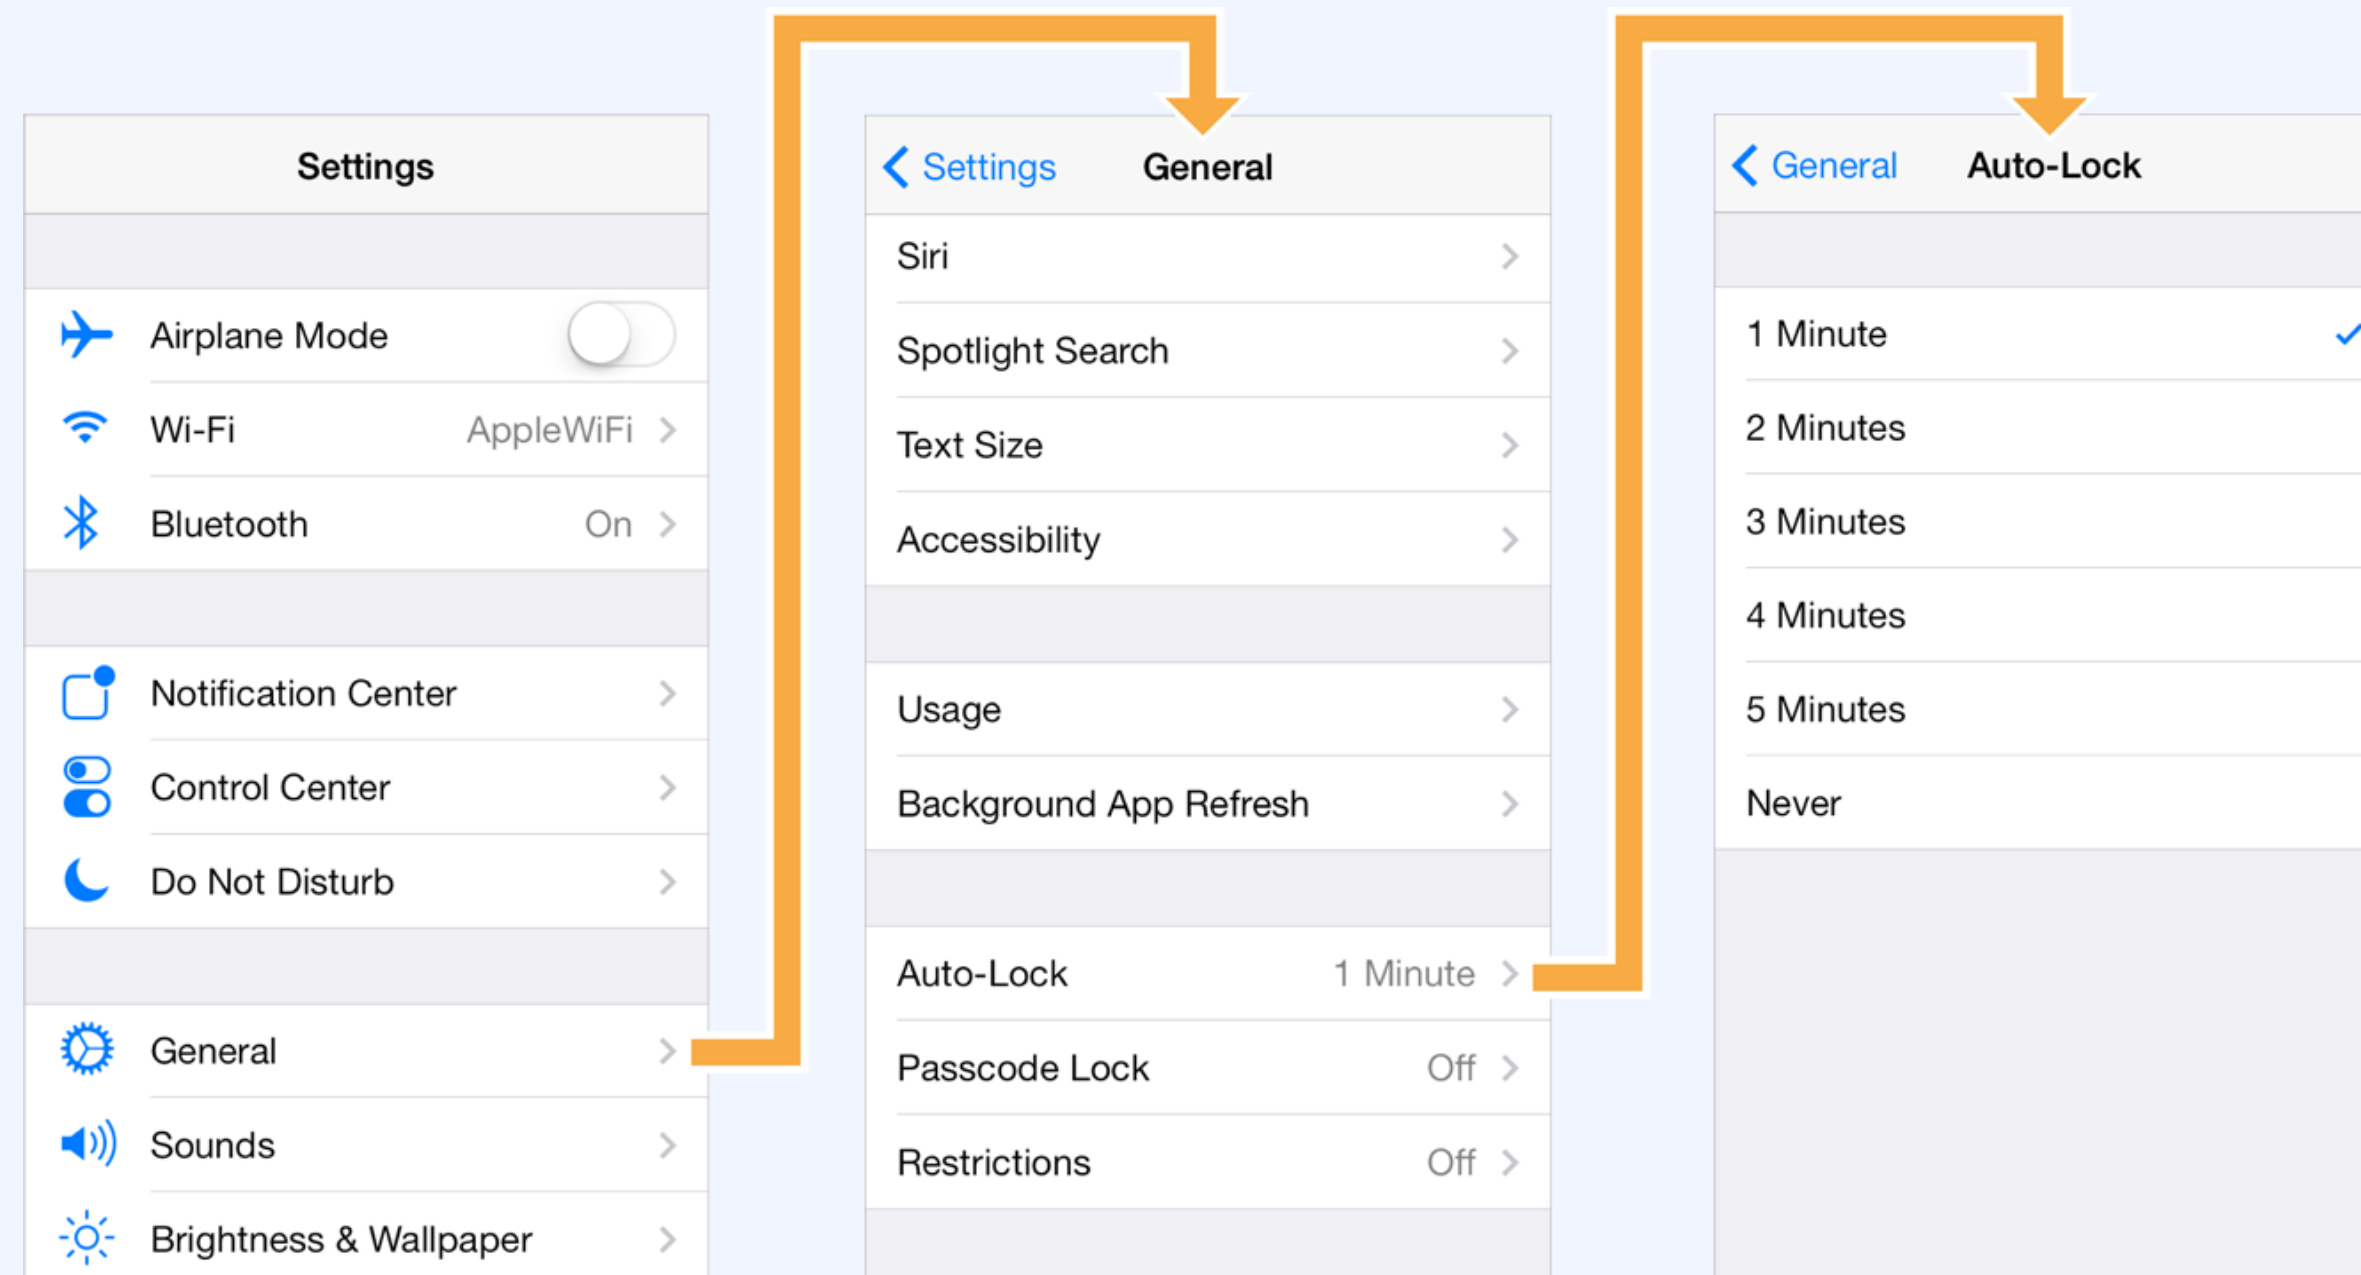 Settings
Airplane Mode
Wi-Fi AppleWiFi
Bluetooth On
Notification Center
Control Center
Do Not Disturb
General
Sounds
Brightness & Wallpaper
Settings General
Siri
Spotlight Search
Text Size
Accessibility
Usage
Background App Refresh
Auto-Lock 1 Minute
Passcode Lock Off
Restrictions Off
General Auto-Lock
1 Minute
2 Minutes
3 Minutes
4 Minutes
5 Minutes
Never